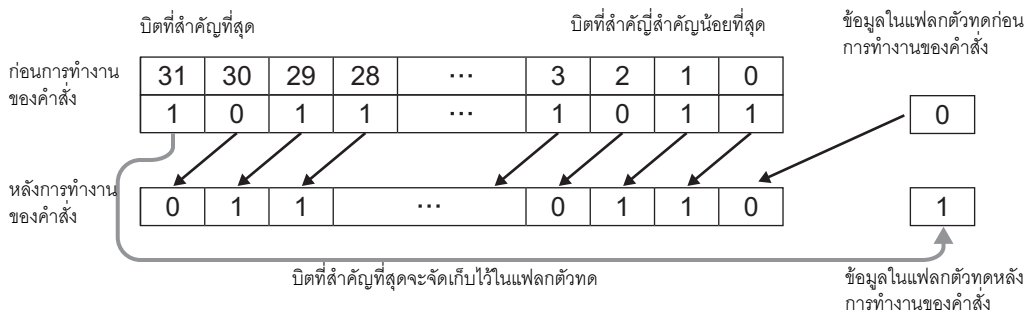 บิตที่สำคัญที่สุด
บิตที่สำคัญี่สำคัญน้อยที่สุด
ข้อมูลในแฟลกตัวทดก่อน
การทำงานของคำสั่ง
ก่อนการทำงาน
ของคำสั่ง
31 30 29 28 ··· 3 2 1 0
1 0 1 1 ··· 1 0 1 1
0
หลังการทำงาน
ของคำสั่ง
0 1 1 ··· 0 1 1 0
1
บิตที่สำคัญที่สุดจะจัดเก็บไว้ในแฟลกตัวทด
ข้อมูลในแฟลกตัวทดหลัง
การทำงานของคำสั่ง